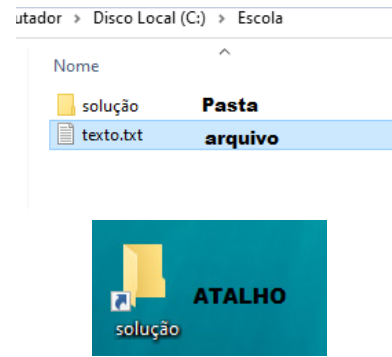 utador > Disco Local (C:) > Escola
Nome
solução Pasta
texto.txt arquivo
ATALHO
solução